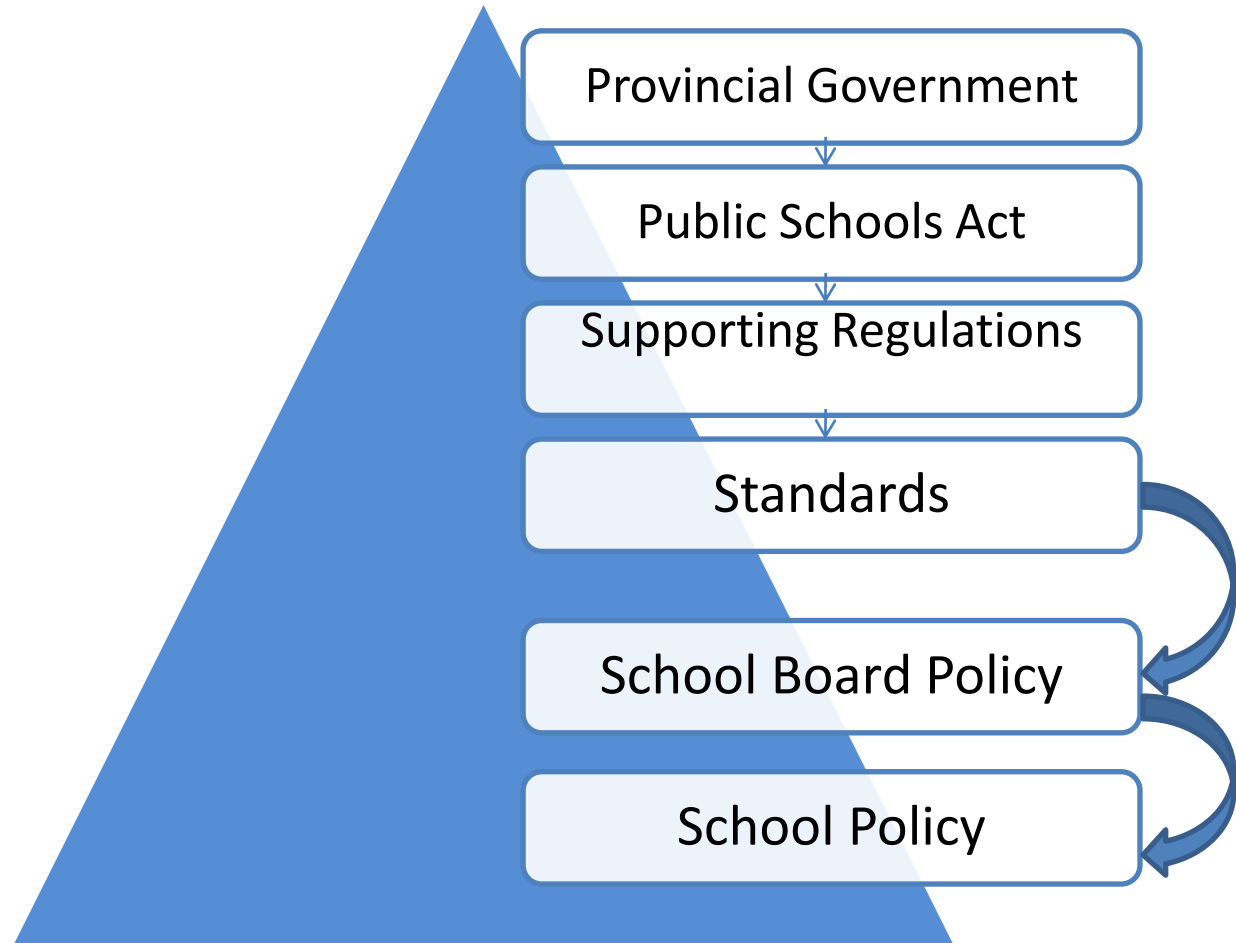 Provincial Government
Public Schools Act
Supporting Regulations
Standards
School Board Policy
School Policy